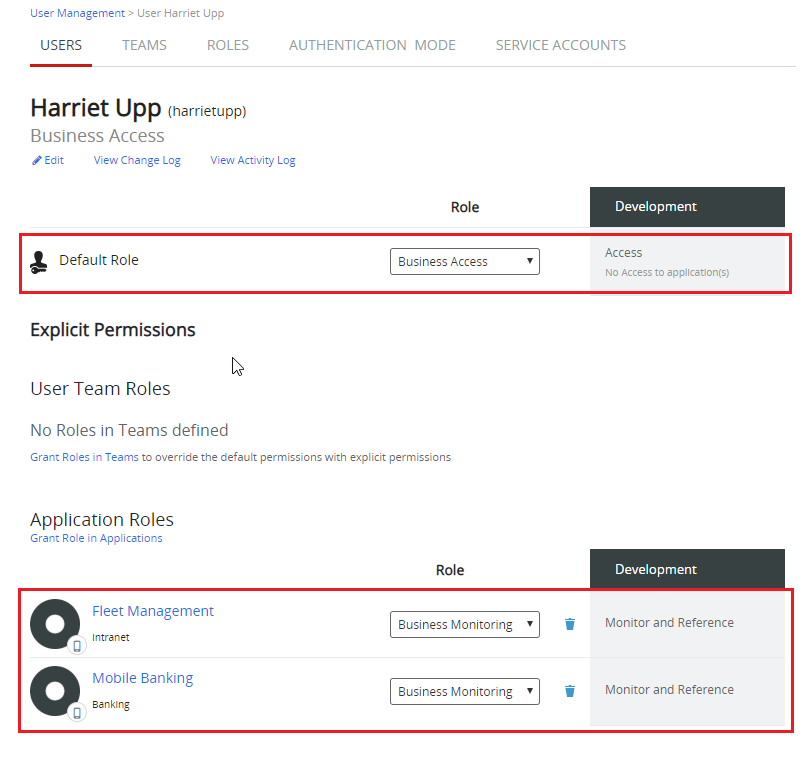 User Management > User Harriet Upp
USERS TEAMS ROLES AUTHENTICATION MODE SERVICE ACCOUNTS
Harriet Upp (harrietupp)
Business Access
Edit View Change Log View Activity Log
Role Development
Default Role Business Access Access
No Access to application(s)
Explicit Permissions
User Team Roles
No Roles in Teams defined
Grant Roles in Teams to override the default permissions with explicit permissions
Application Roles
Grant Role in Applications
Role Development
Fleet Management Business Monitoring Monitor and Reference
Intranet
Mobile Banking Business Monitoring Monitor and Reference
Banking